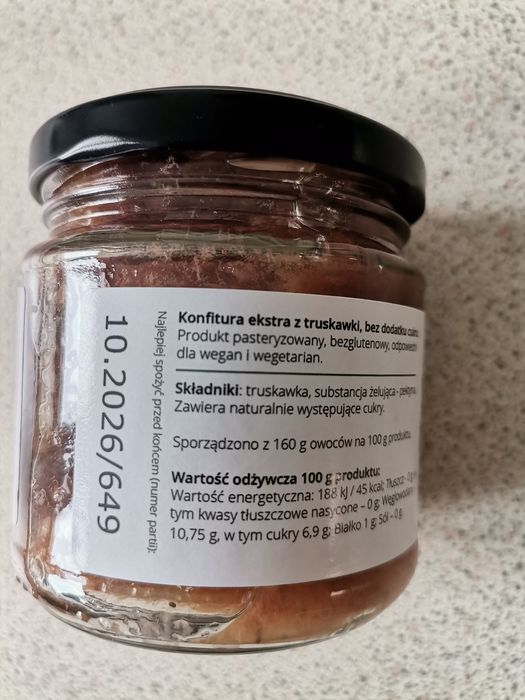 Konfitura ekstra z truskawki, bez dodatku cukru.
Produkt pasteryzowany, bezglutenowy, odpowiedni
dla wegan i wegetarian.
Składniki: truskawka, substancja żelująca - pektyna.
Zawiera naturalnie występujące cukry.
Sporządzono z 160 g owoców na 100 g produktu.
Wartość odżywcza 100 g produktu:
Wartość energetyczna: 188 kJ / 45 kcal; Tłuszcz - 0 g
tym kwasy tłuszczowe nasycone – 0 g; Węglowodany
10,75 g, w tym cukry 6,9 g; Białko 1 g; Sól – 0 g.
Najlepiej spożyć przed końcem (numer partii):
10.2026/649